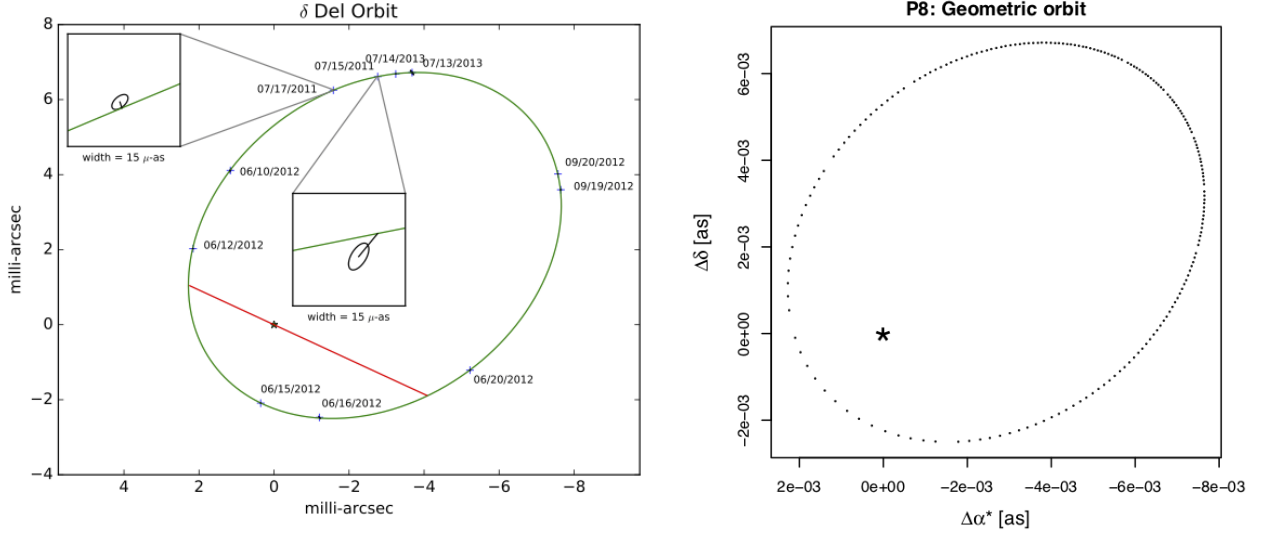 δ Del Orbit
8
6
4
2
0
−2
−4
4
2
0
−2
−4
−6
−8
milli-arcsec
milli-arcsec
07/14/2013
07/15/2011
07/13/2013
07/17/2011
width = 15 μ-as
06/10/2012
09/20/2012
09/19/2012
06/12/2012
width = 15 μ-as
06/20/2012
06/15/2012
06/16/2012
P8: Geometric orbit
6e−03
4e−03
2e−03
0e+00
−2e−03
Δδ [as]
2e−03
0e+00
−2e−03
−4e−03
−6e−03
−8e−03
Δα* [as]